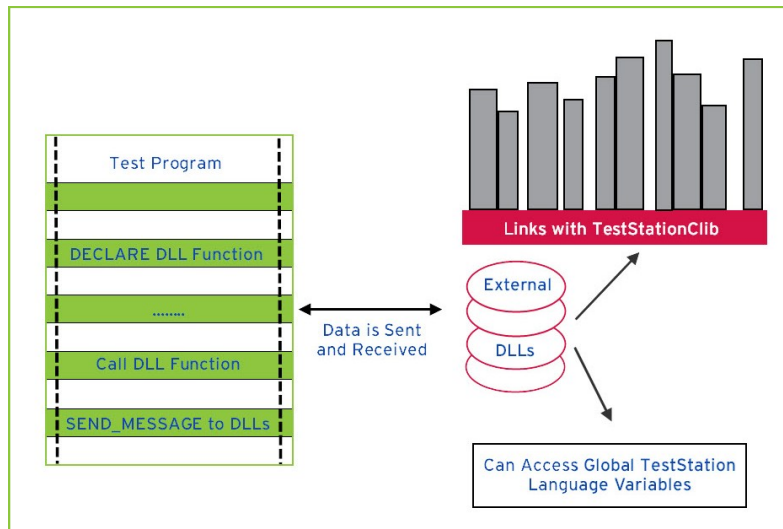 Test Program
DECLARE DLL Function
........
Call DLL Function
SEND_MESSAGE to DLLs
Data is Sent
and Received
Links with TestStationClib
External
DLLs
Can Access Global TestStation
Language Variables